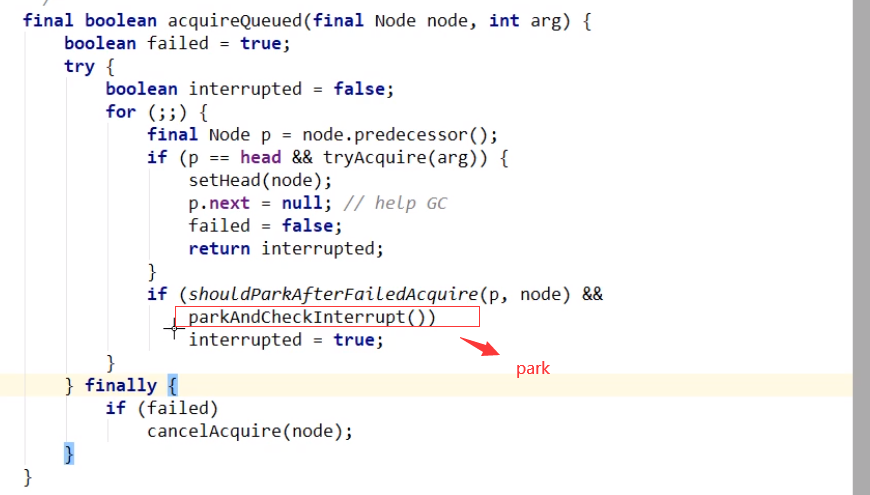 final boolean acquireQueued(final Node node, int arg) {
boolean failed = true;
try {
boolean interrupted = false;
for (;;) {
final Node p = node.predecessor();
if (p == head && tryAcquire(arg)) {
setHead(node);
p.next = null; // help GC
failed = false;
return interrupted;
}
if (shouldParkAfterFailedAcquire(p, node) &&
parkAndCheckInterrupt())
interrupted = true;
park
}
} finally {
if (failed)
cancelAcquire(node);
}
}